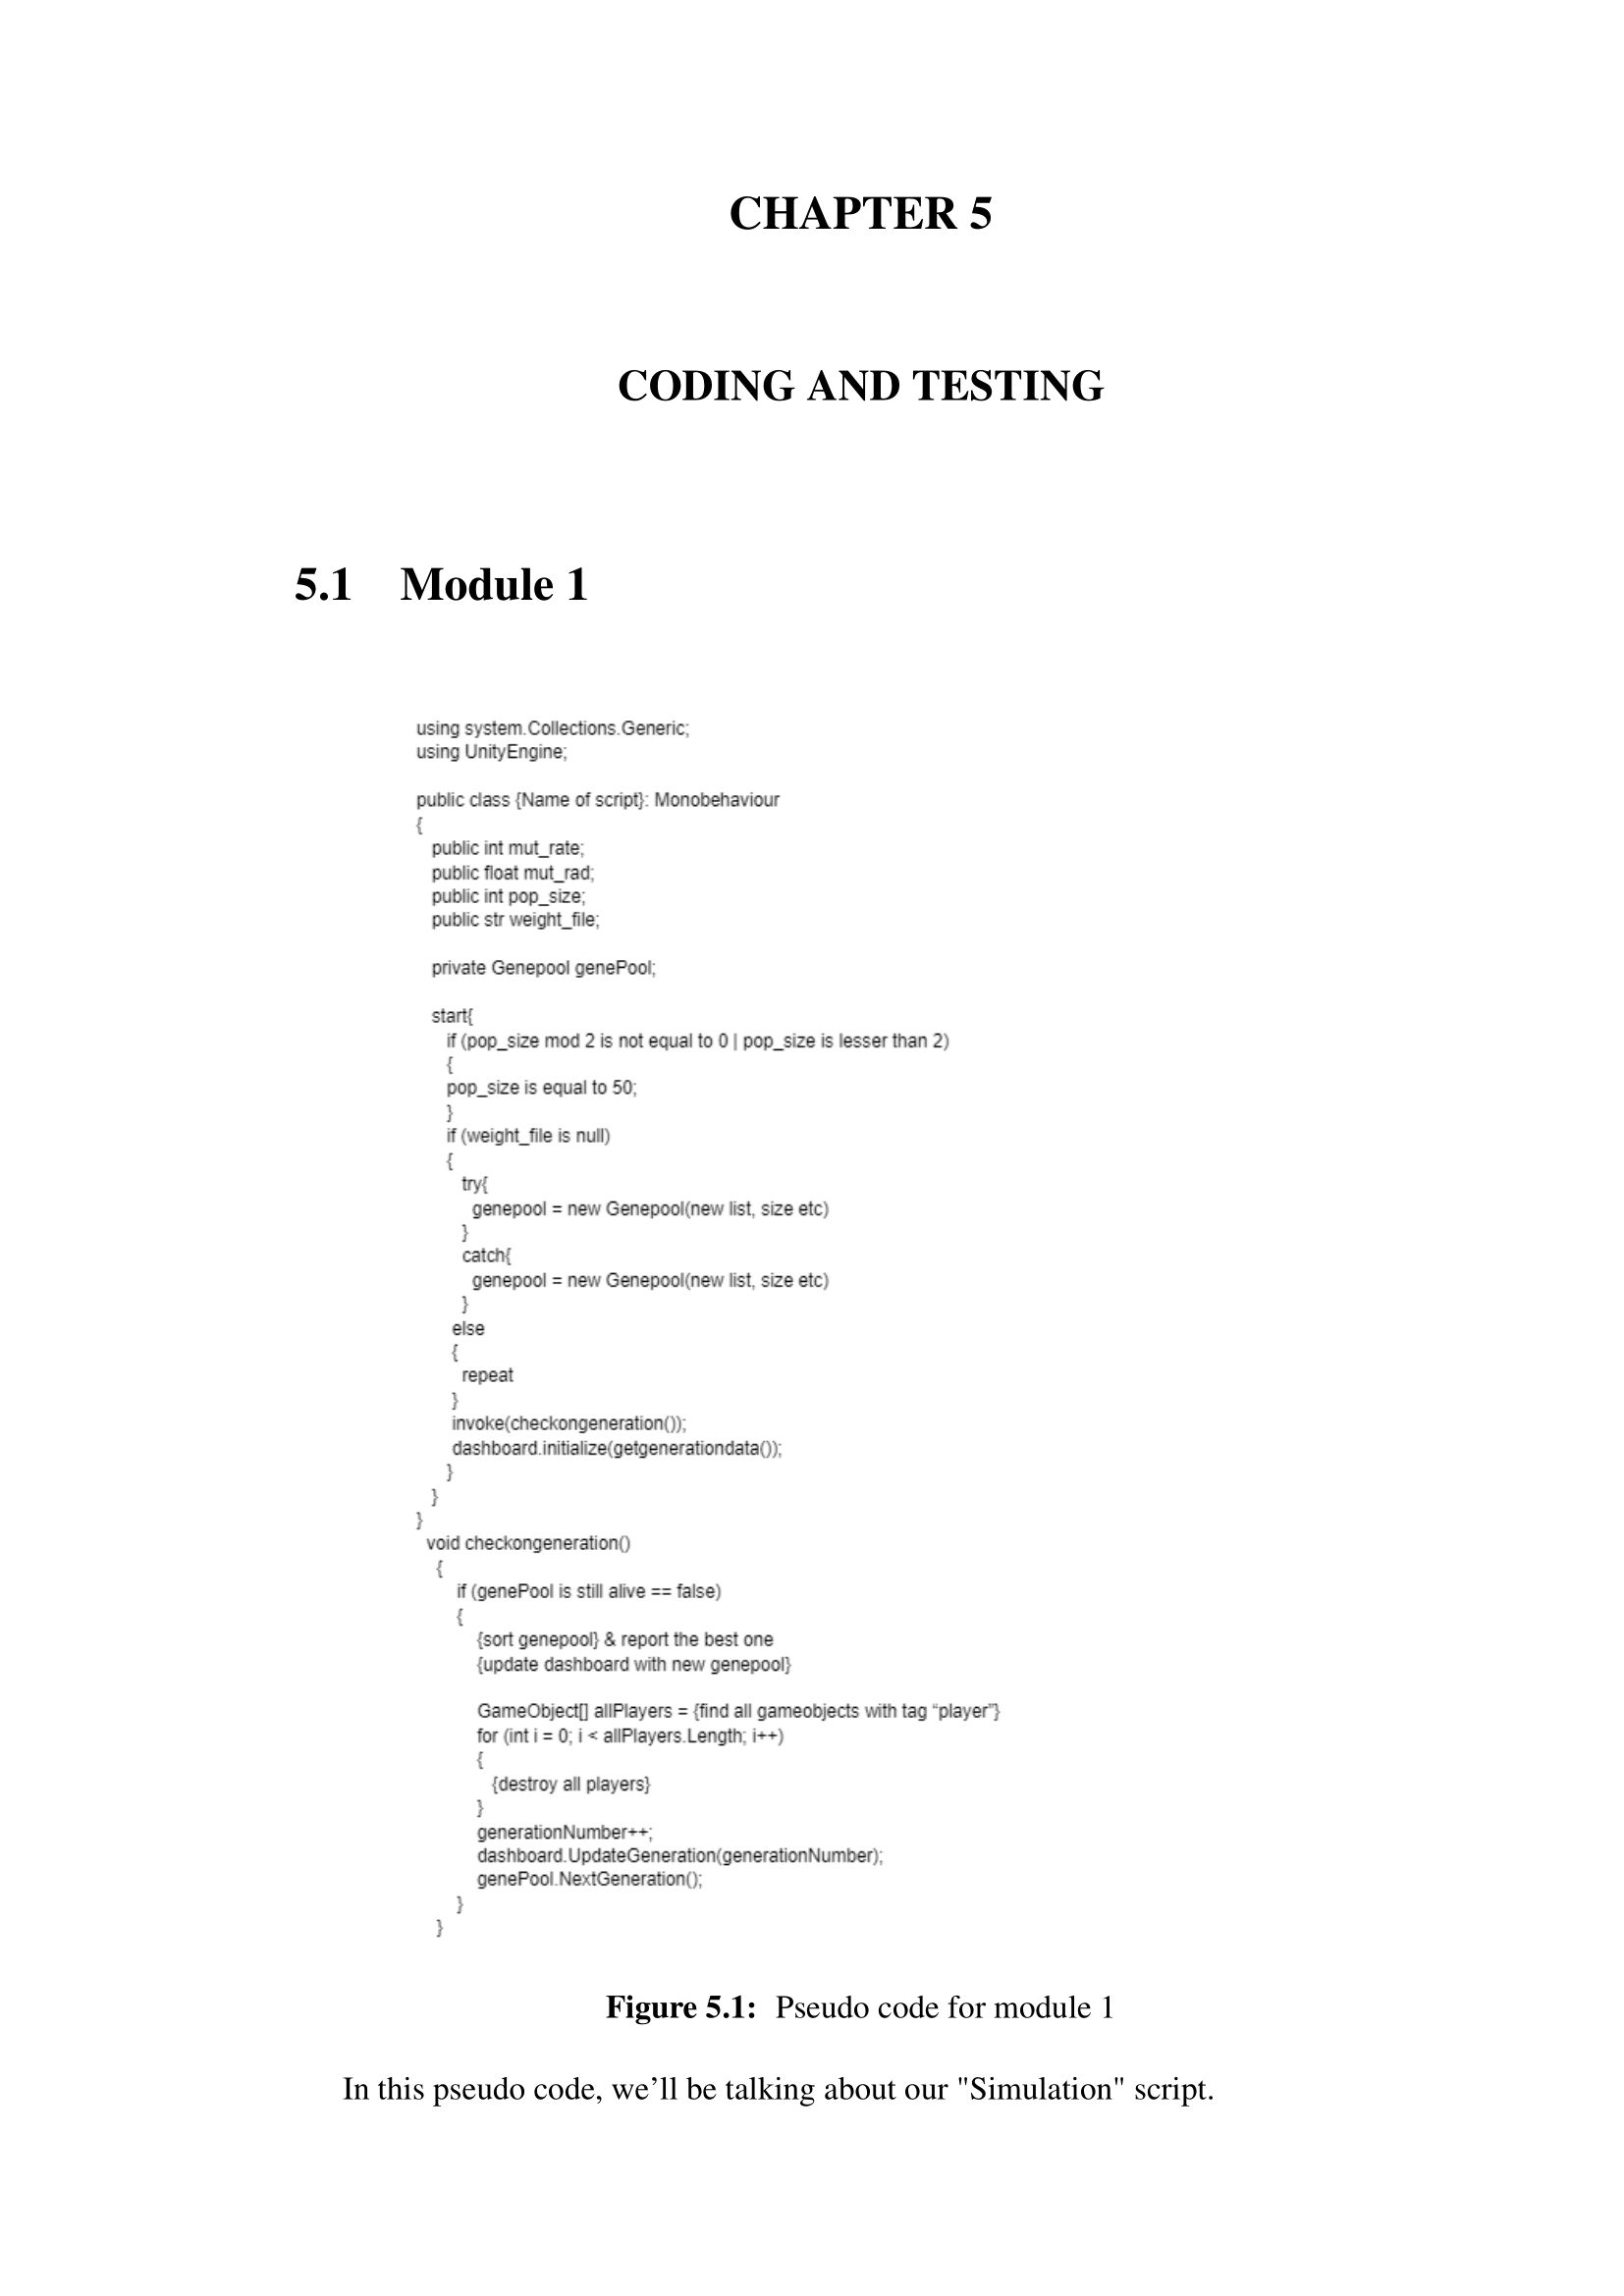 CHAPTER 5
CODING AND TESTING
5.1 Module 1
using system.Collections.Generic;
using UnityEngine;
public class {Name of script}: Monobehaviour
{
public int mut_rate;
public float mut_rad;
public int pop_size;
public str weight_file;
private Genepool genePool;
start{
if (pop_size mod 2 is not equal to 0 | pop_size is lesser than 2)
{
pop_size is equal to 50;
}
if (weight_file is null)
{
try{
genepool = new Genepool(new list, size etc)
}
catch{
genepool = new Genepool(new list, size etc)
}
else
{
repeat
}
invoke(checkongeneration());
dashboard.initialize(getgenerationdata());
}
}
}
void checkongeneration()
{
if (genePool is still alive == false)
{
{sort genepool} & report the best one
{update dashboard with new genepool}
GameObject[] allPlayers = {find all gameobjects with tag “player”}
for (int i = 0; i < allPlayers.Length; i++)
{
{destroy all players}
}
generationNumber++;
dashboard.UpdateGeneration(generationNumber);
genePool.NextGeneration();
}
}
Figure 5.1: Pseudo code for module 1
In this pseudo code, we’ll be talking about our "Simulation" script.